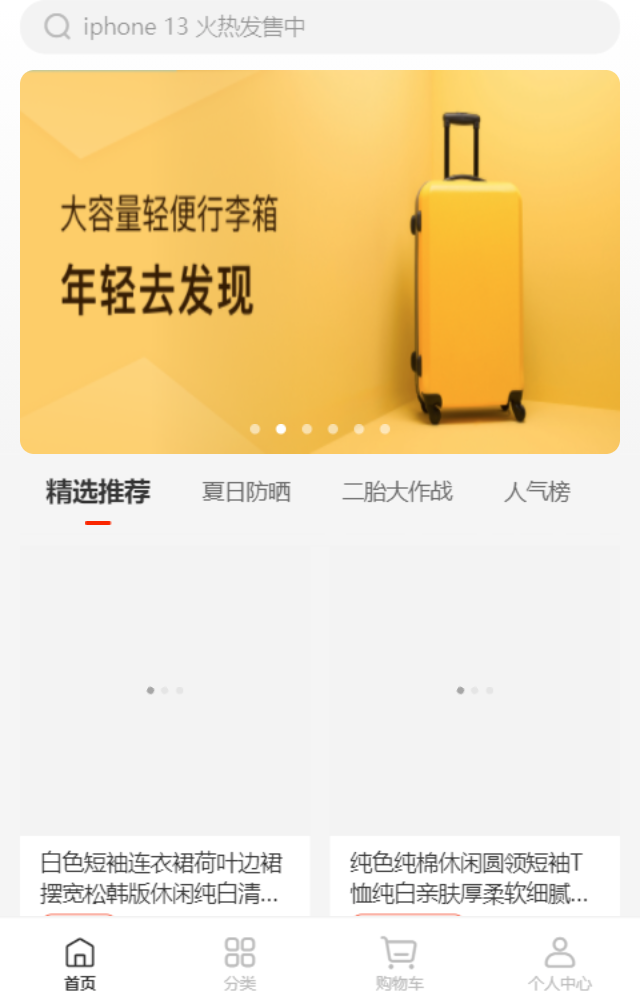 iphone 13 火热发售中
大容量轻便行李箱
年轻去发现
精选推荐 夏日防晒 二胎大作战 人气榜
白色短袖连衣裙荷叶边裙
摆宽松韩版休闲纯白清...
纯色纯棉休闲圆领短袖T
恤纯白亲肤厚柔软细腻...
首页 分类 购物车 个人中心